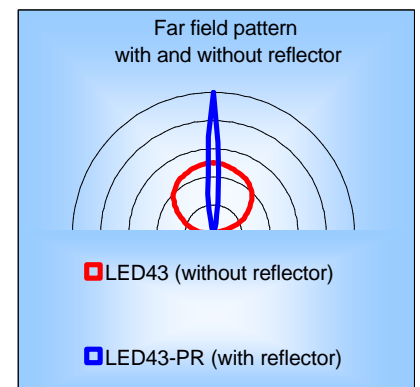 Far field pattern
with and without reflector
LED43 (without reflector)
LED43-PR (with reflector)